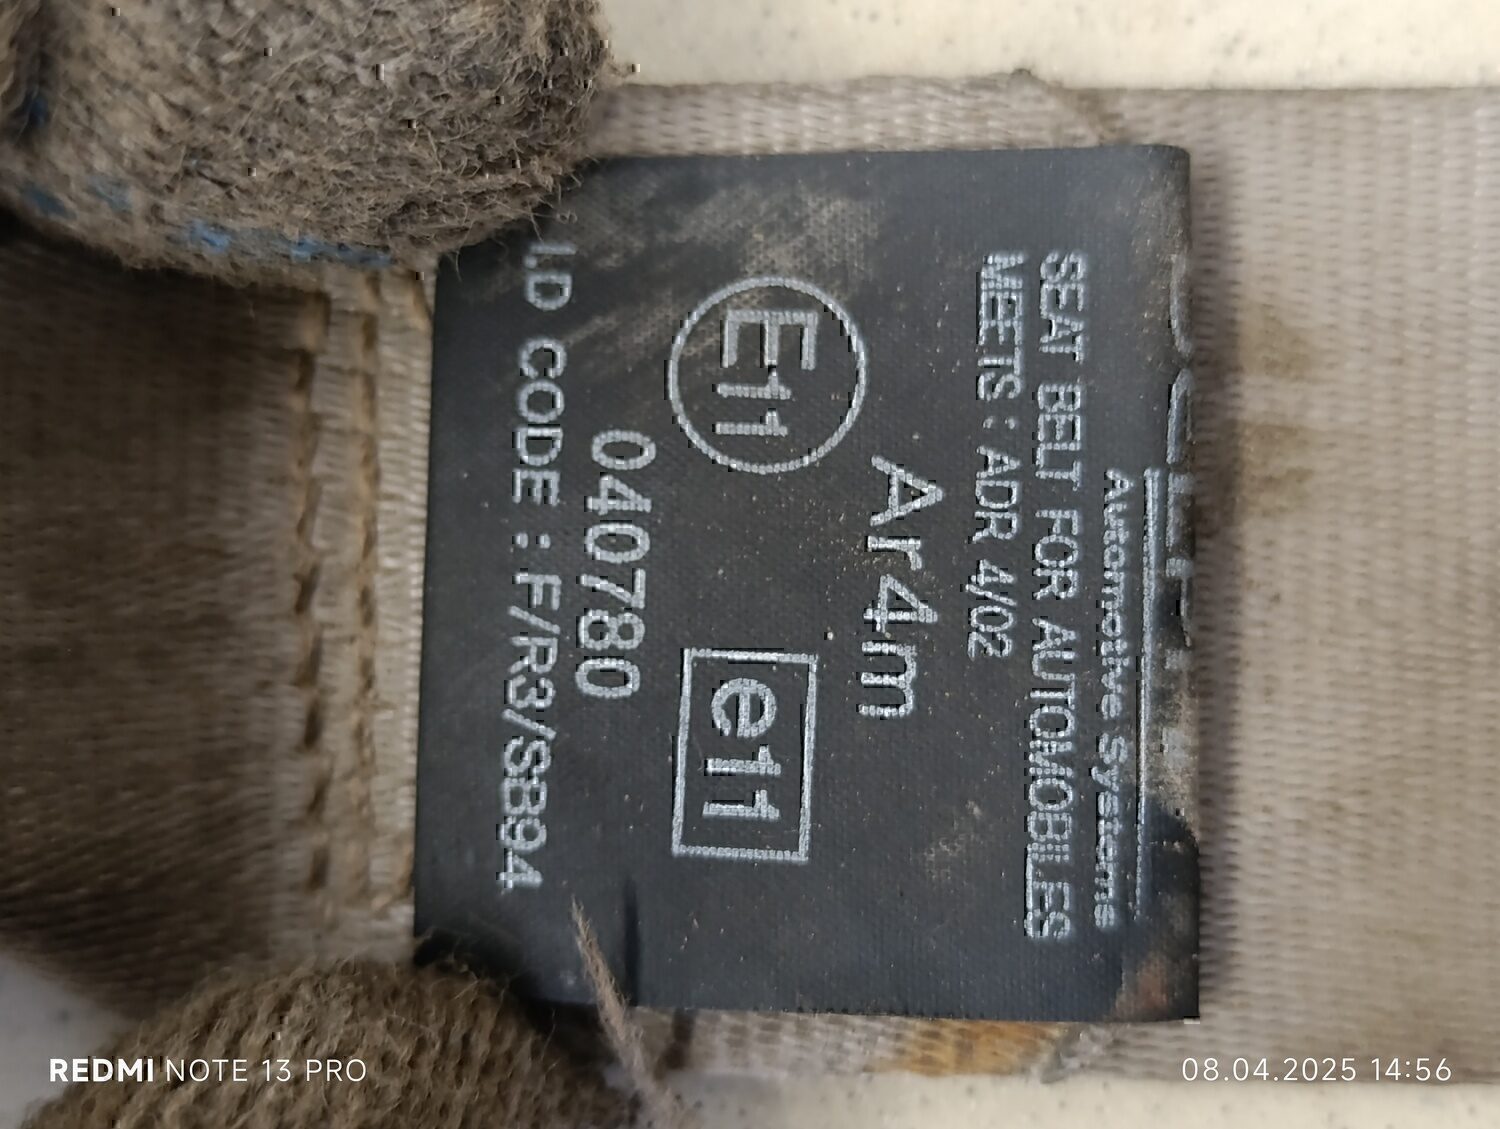 DELPHI
Automotive Systems
SEAT BELT FOR AUTOMOBILES
MEETS : ADR 4/02
Ar4m
E11 e11
040780
I.D CODE : F/R3/SB94
REDMI NOTE 13 PRO
08.04.2025 14:56